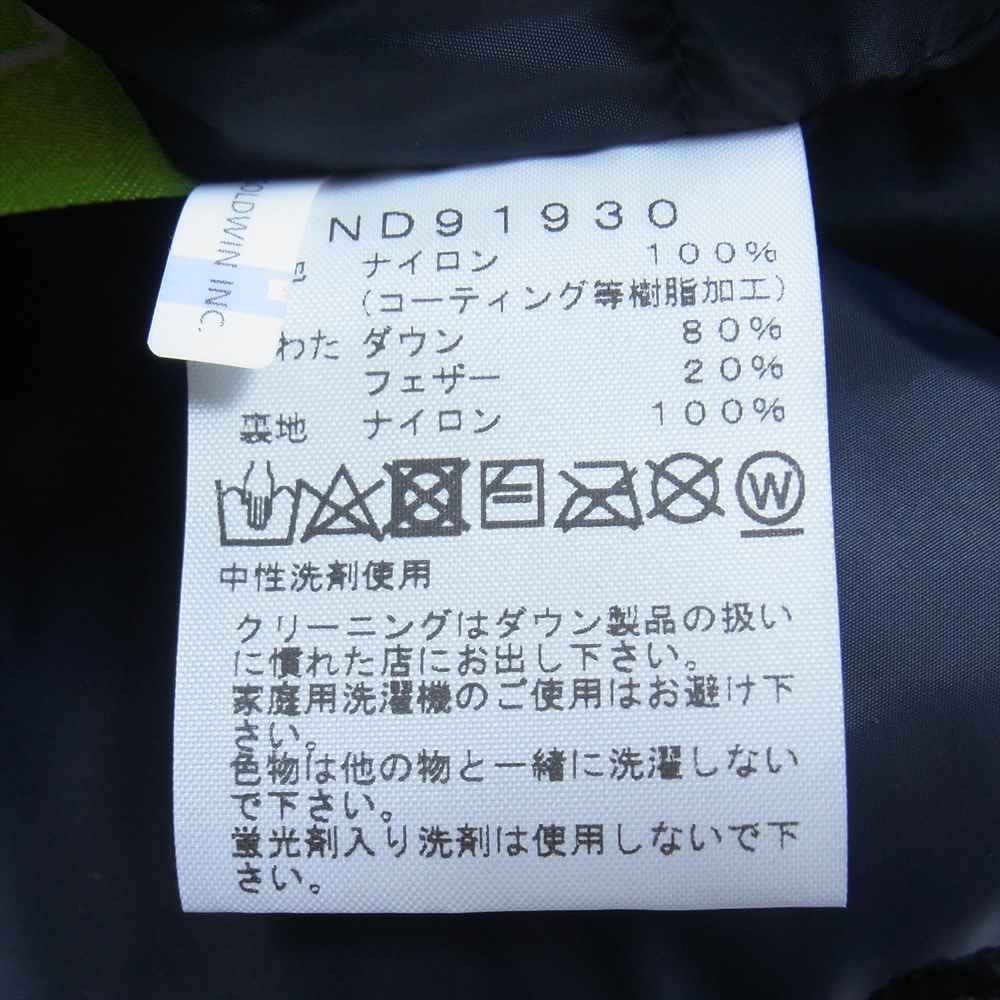 OLDWIN INC.
ND91930
ナイロン 100%
(コーティング等樹脂加工)
わた ダウン 80%
フェザー 20%
裏地 ナイロン 100%
W
中性洗剤使用
クリーニングはダウン製品の扱い
に慣れた店にお出し下さい。
家庭用洗濯機のご使用はお避け下
さい。
色物は他の物と一緒に洗濯しない
で下さい。
蛍光剤入り洗剤は使用しないで下
さい。